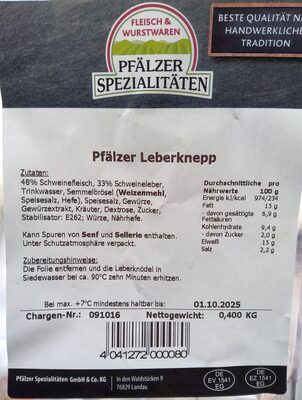 FLEISCH &
WURSTWAREN
PFÄLZER
SPEZIALITÄTEN
BESTE QUALITÄT
HANDWERKLICHE
TRADITION
Pfälzer Leberknepp
Zutaten:
48% Schweinefleisch, 33% Schweineleber,
Trinkwasser, Semmelbrösel (Weizenmehl,
Speisesalz, Hefe), Speisesalz, Gewürze,
Gewürzextrakt, Kräuter, Dextrose, Zucker,
Stabilisator: E262; Würze, Nährhefe.
Kann Spuren von Senf und Sellerie enthalten.
Unter Schutzatmosphäre verpackt.
Zubereitungshinweise:
Die Folie entfernen und die Leberknödel in
Siedewasser bei ca. 90°C zehn Minuten erhitzen.
Durchschnittliche pro
Nährwerte 100 g
Energie kJ/kcal 974/234
Fett 15 g
- davon gesättigte 6,9 g
Fettsäuren
Kohlenhydrate 9,4 g
- davon Zucker 2,0 g
Eiweiß 15 g
Salz 2,2 g
Bei max. +7°C mindestens haltbar bis: 01.10.2025
Chargen-Nr.: 091016 Nettogewicht: 0,400 KG
4 041272 000080
Pfälzer Spezialitäten GmbH & Co. KG
In den Waldstücken 9
76829 Landau
DE
EV 1541
EG
DE
EZ 1541
EG